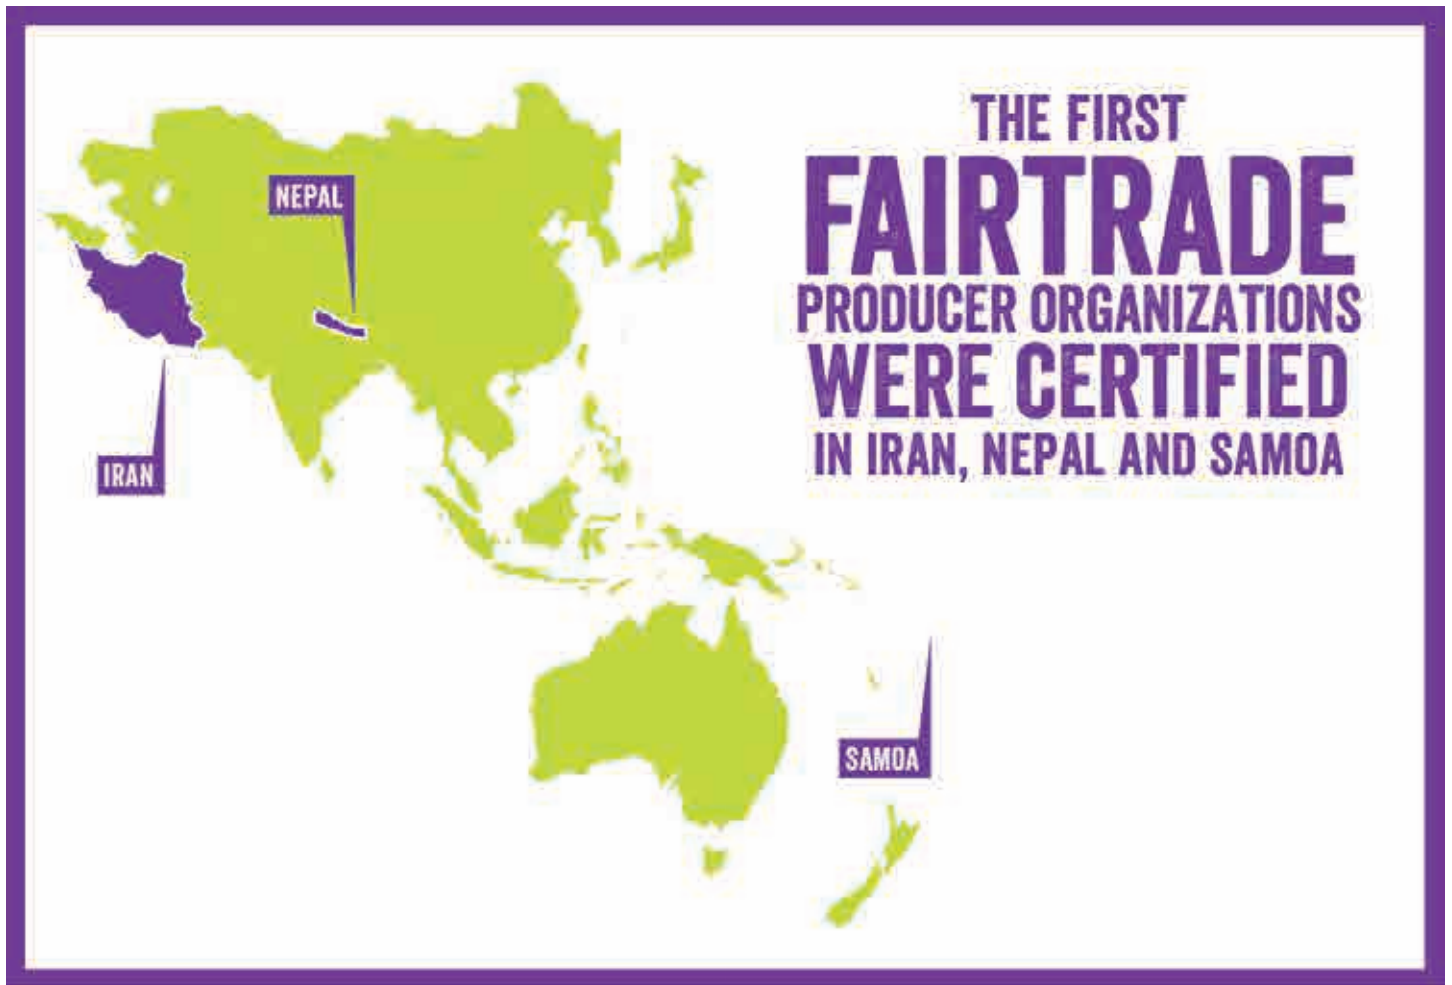 THE FIRST
FAIRTRADE
PRODUCER ORGANIZATIONS
WERE CERTIFIED
IN IRAN, NEPAL AND SAMOA
NEPAL
IRAN
SAMOA